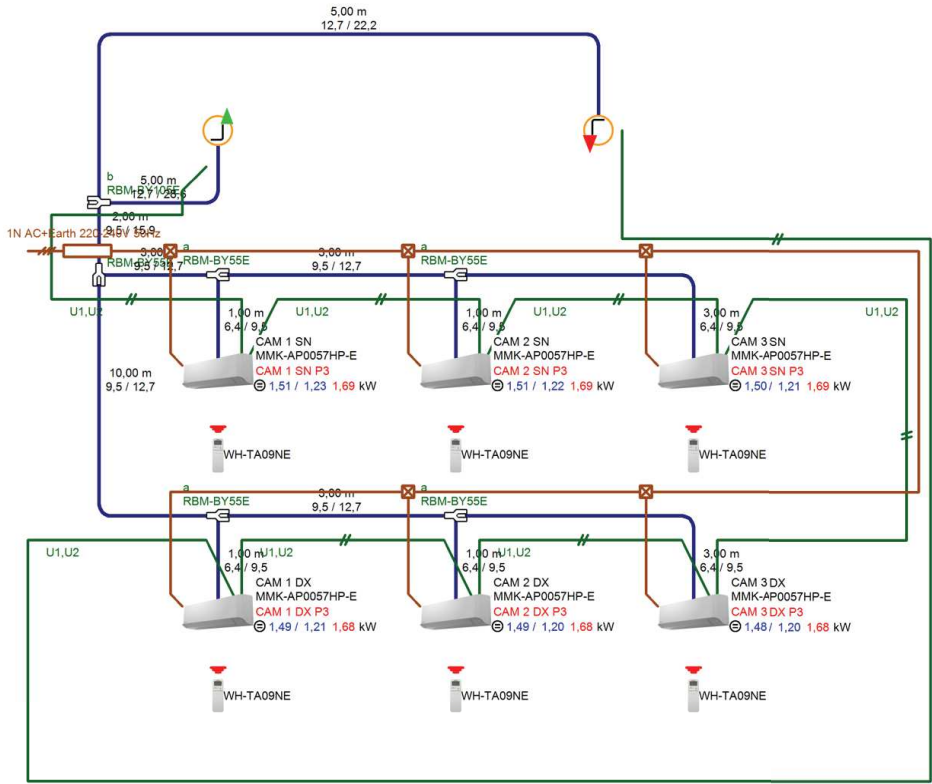 5,00 m
12,7 / 22,2
b
RBM-BY105E
5,00 m
12,7 / 28,6
2,00 m
9,5 / 15,9
1N AC+Earth 220-240V 50Hz
a
RBM-BY55E
3,00 m
9,5 / 12,7
a
RBM-BY55E
3,00 m
9,5 / 12,7
a
RBM-BY55E
U1,U2
U1,U2
U1,U2
U1,U2
1,00 m
6,4 / 9,5
1,00 m
6,4 / 9,5
3,00 m
6,4 / 9,5
CAM 1 SN
MMK-AP0057HP-E
CAM 1 SN P3
1,51 / 1,23 1,69 kW
CAM 2 SN
MMK-AP0057HP-E
CAM 2 SN P3
1,51 / 1,22 1,69 kW
CAM 3 SN
MMK-AP0057HP-E
CAM 3 SN P3
1,50 / 1,21 1,69 kW
10,00 m
9,5 / 12,7
WH-TA09NE
WH-TA09NE
WH-TA09NE
a
RBM-BY55E
3,00 m
9,5 / 12,7
a
RBM-BY55E
U1,U2
U1,U2
U1,U2
1,00 m
6,4 / 9,5
1,00 m
6,4 / 9,5
3,00 m
6,4 / 9,5
CAM 1 DX
MMK-AP0057HP-E
CAM 1 DX P3
1,49 / 1,21 1,68 kW
CAM 2 DX
MMK-AP0057HP-E
CAM 2 DX P3
1,49 / 1,20 1,68 kW
CAM 3 DX
MMK-AP0057HP-E
CAM 3 DX P3
1,48 / 1,20 1,68 kW
WH-TA09NE
WH-TA09NE
WH-TA09NE